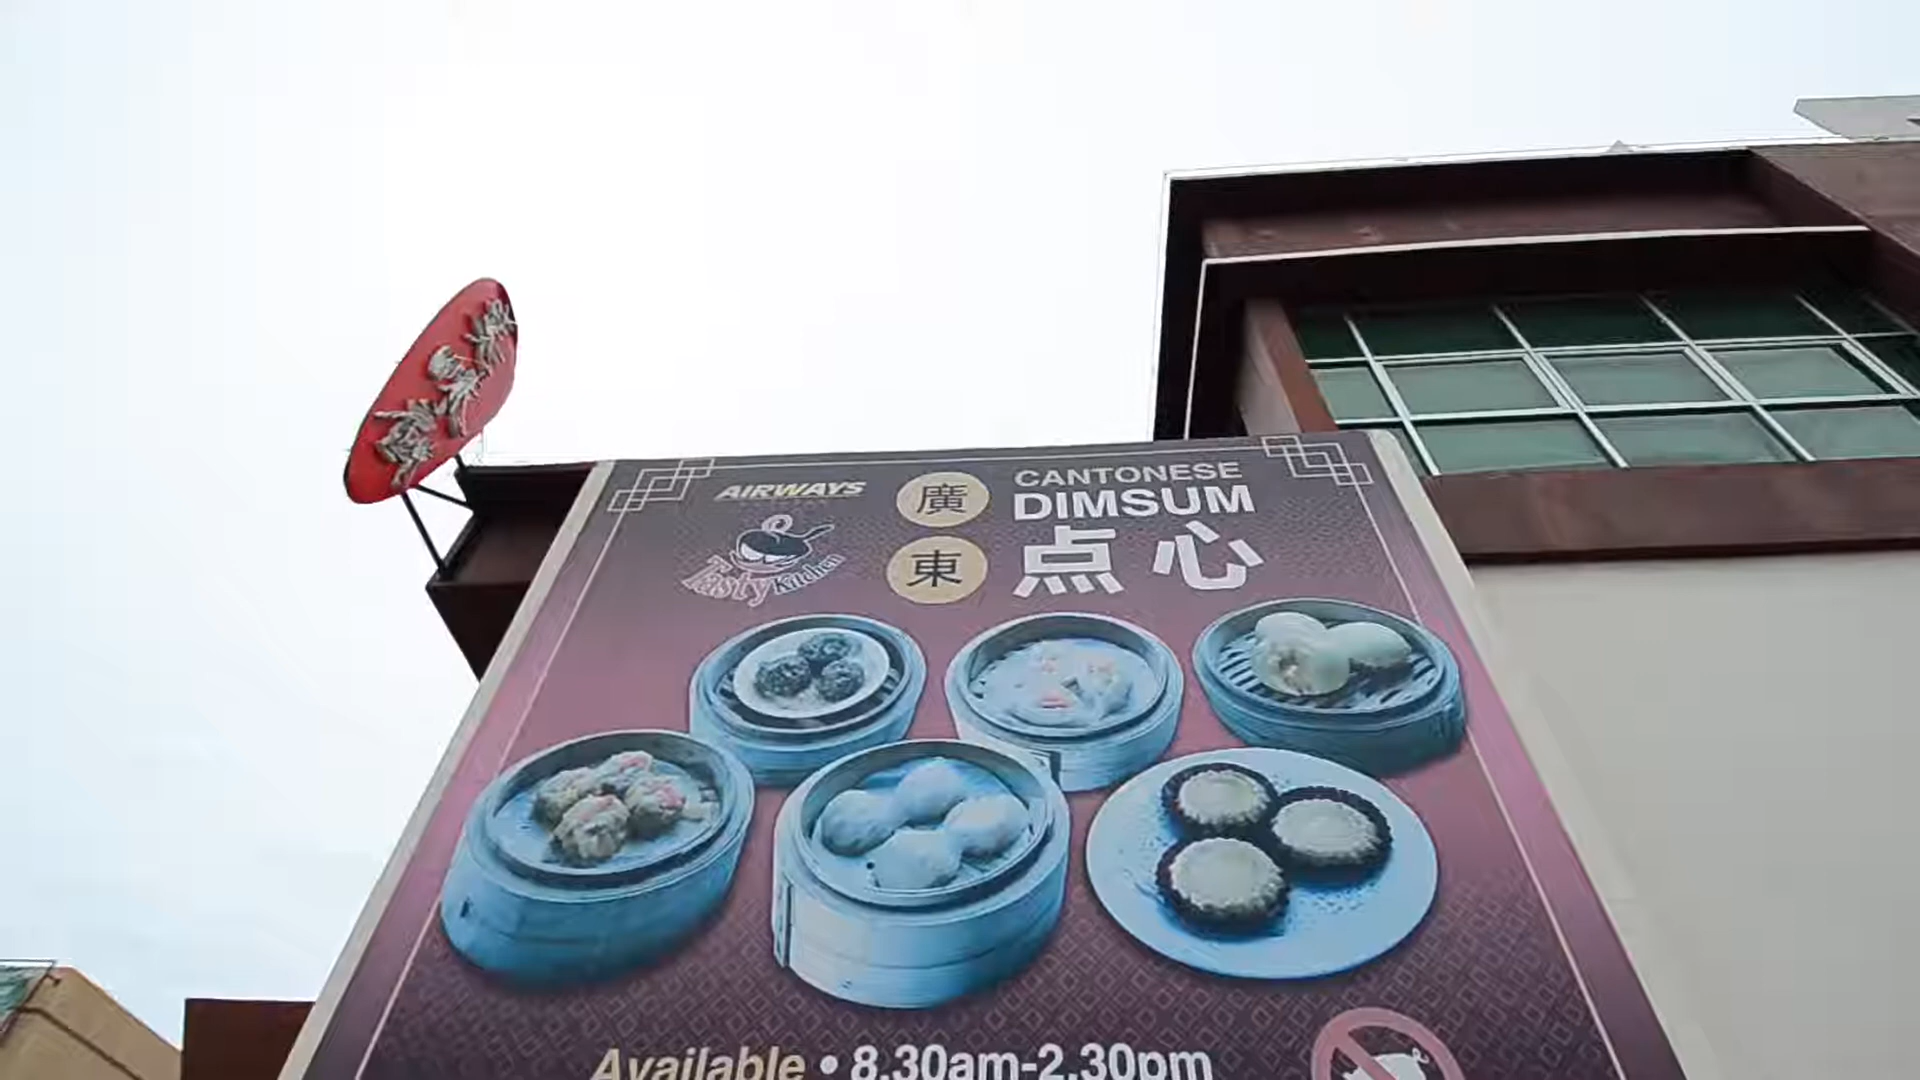 AIRWAYS
Tasty Kitchen
廣東
CANTONESE
DIMSUM
点心
Available • 8.30am-2.30pm